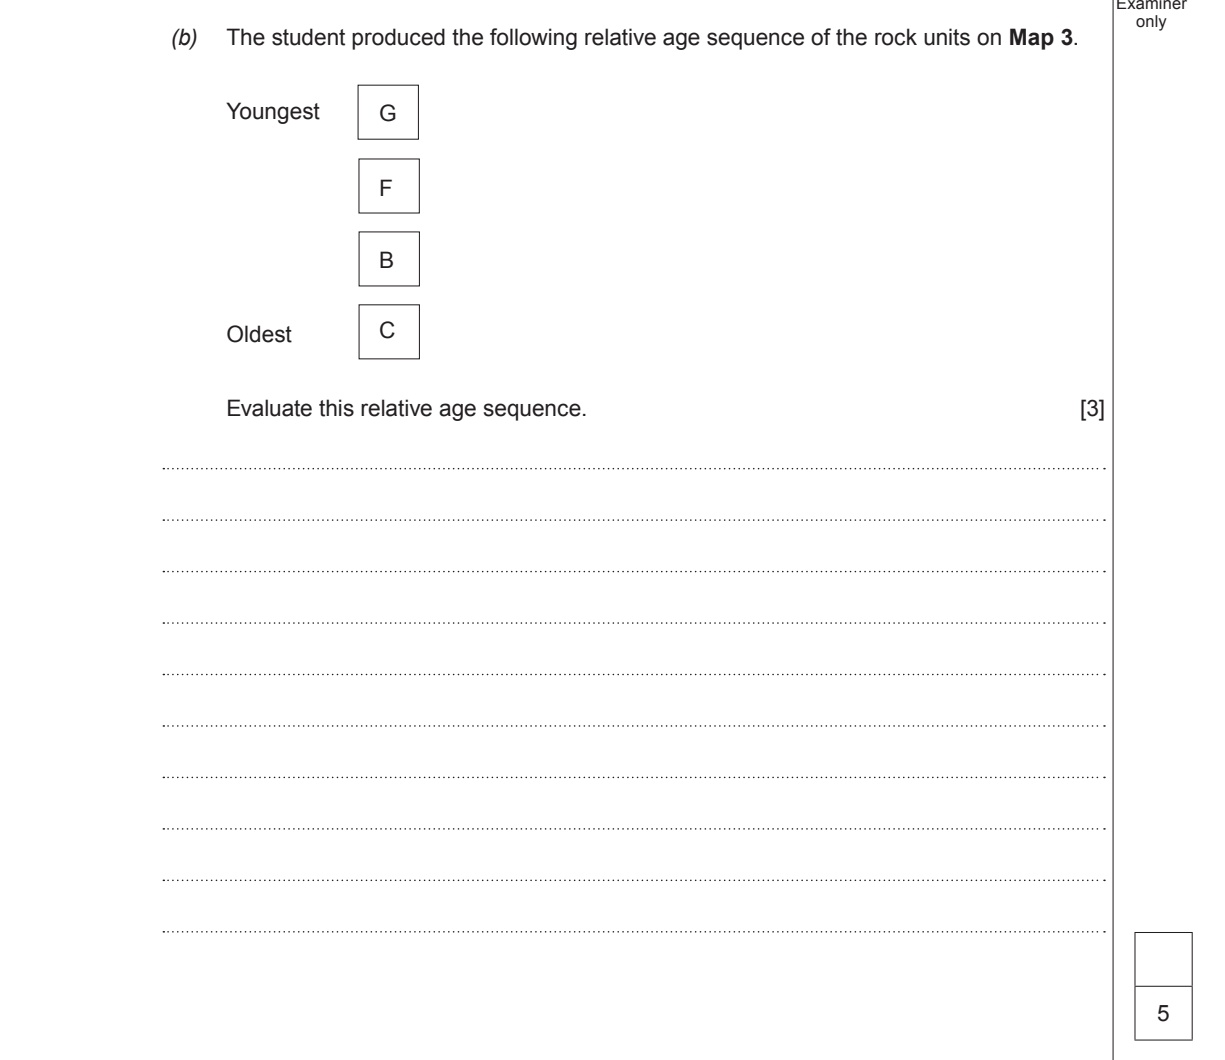 Examiner
only
(b) The student produced the following relative age sequence of the rock units on Map 3.
Youngest G
F
B
Oldest C
Evaluate this relative age sequence. [3]
5